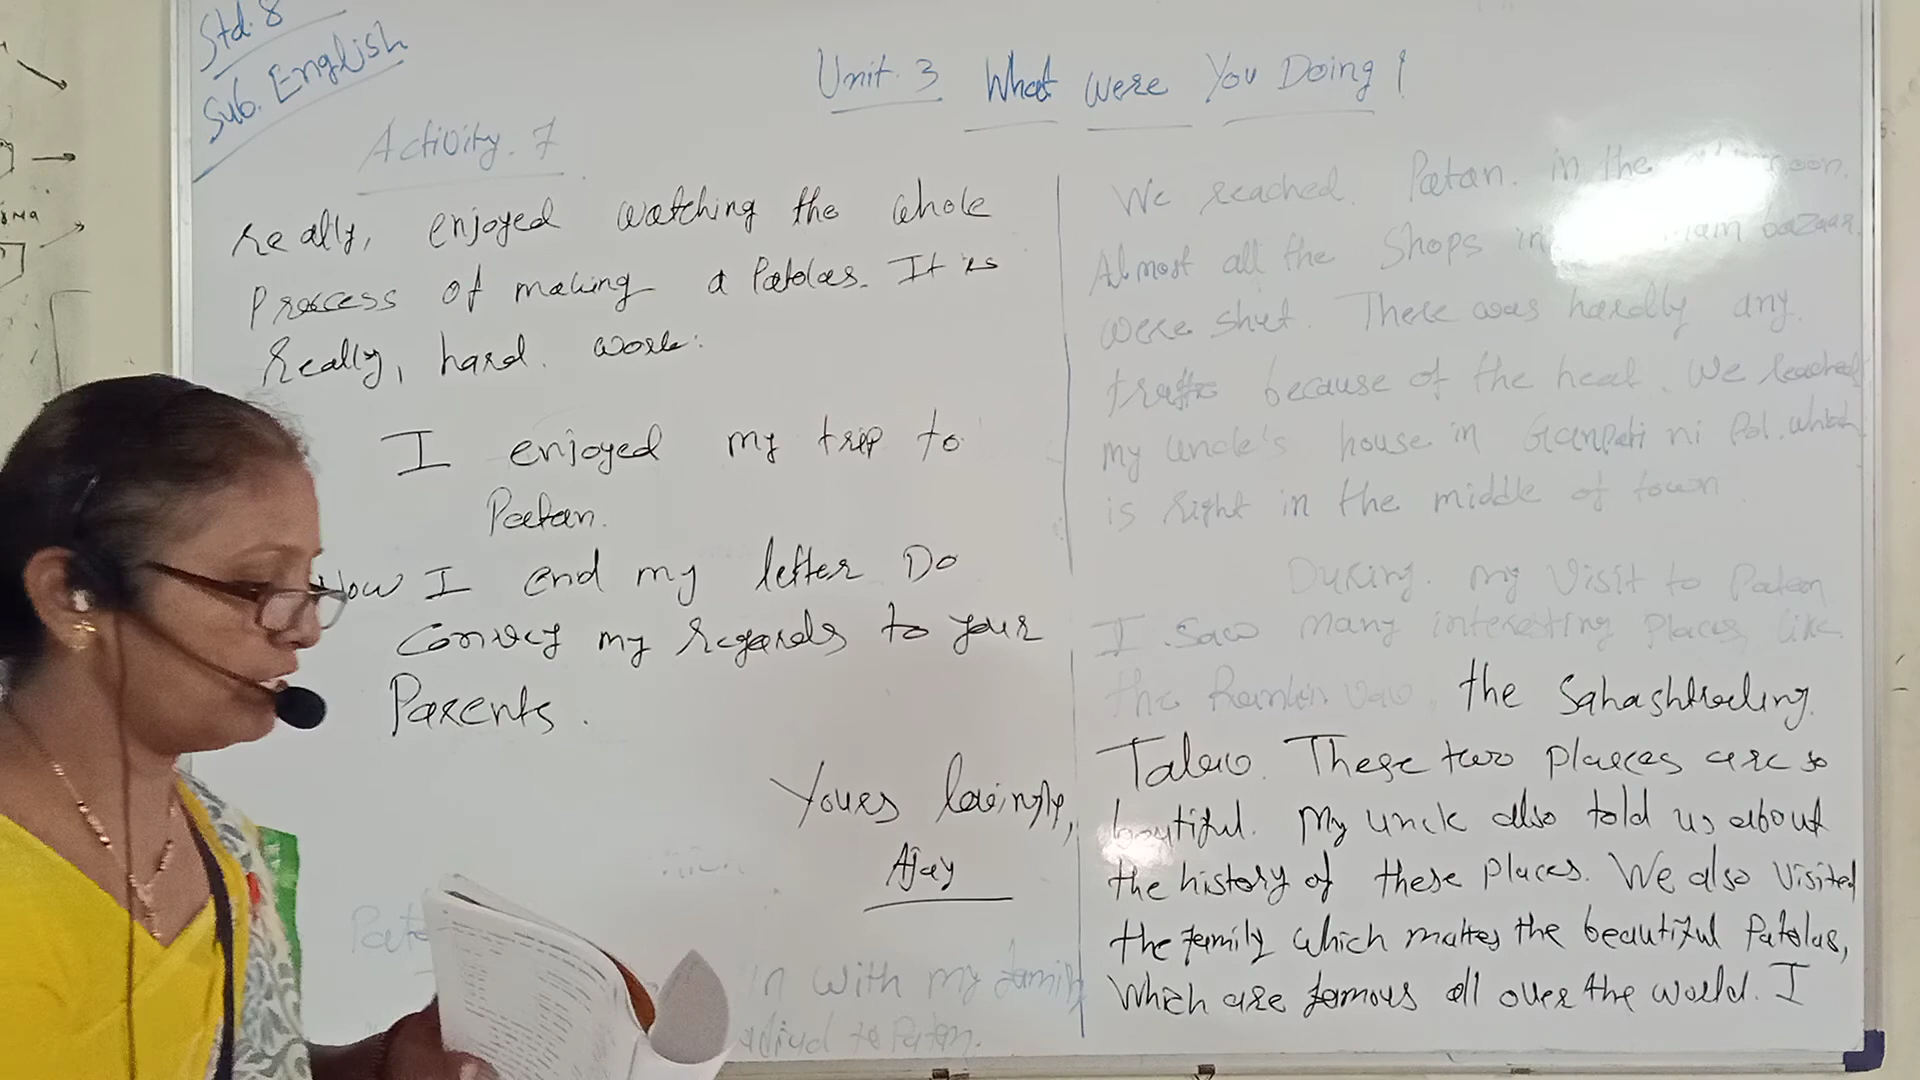 Std. 8
Sub. English
Unit. 3 What were You Doing !
Activity. 7
Really, enjoyed watching the whole
Process of making a Patolas. It is
Really, hard. work.
I enjoyed my trip to
Patan.
Now I end my letter Do
Convey my regards to your
Parents.
Yours lovingly,
Ajay
in with my family
to Patan.
We reached. Patan. in the
Almost all the Shops in bazaar.
were shut. There was hardly any.
traffic because of the heat. We reached
my uncle's house in Ganpati ni Pol. which
is right in the middle of town.
During. my Visit to Patan
I. Saw many interesting Places like
the Ranki Vav, the Sahashtraling
Talav. These two places are so
beautiful. My uncle also told us about
the history of these places. We also Visited
the family which makes the beautiful Patolas,
Which are famous all over the world. I